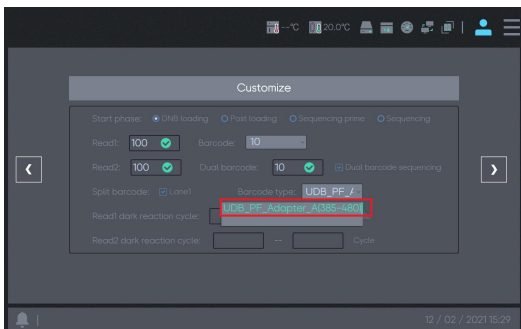 --°C 20.0°C
Customize
Start phase: DNB loading Post loading Sequencing prime Sequencing
Read1: 100 Barcode: 10
Read2: 100 Dual barcode: 10 Dual barcode sequencing
Split barcode: Lane1 Barcode type: UDB_PF_A
UDB_PF_Adapter_A(385-480)
Read1 dark reaction cycle:
Read2 dark reaction cycle: -- Cycle
12 / 02 / 2021 15:29